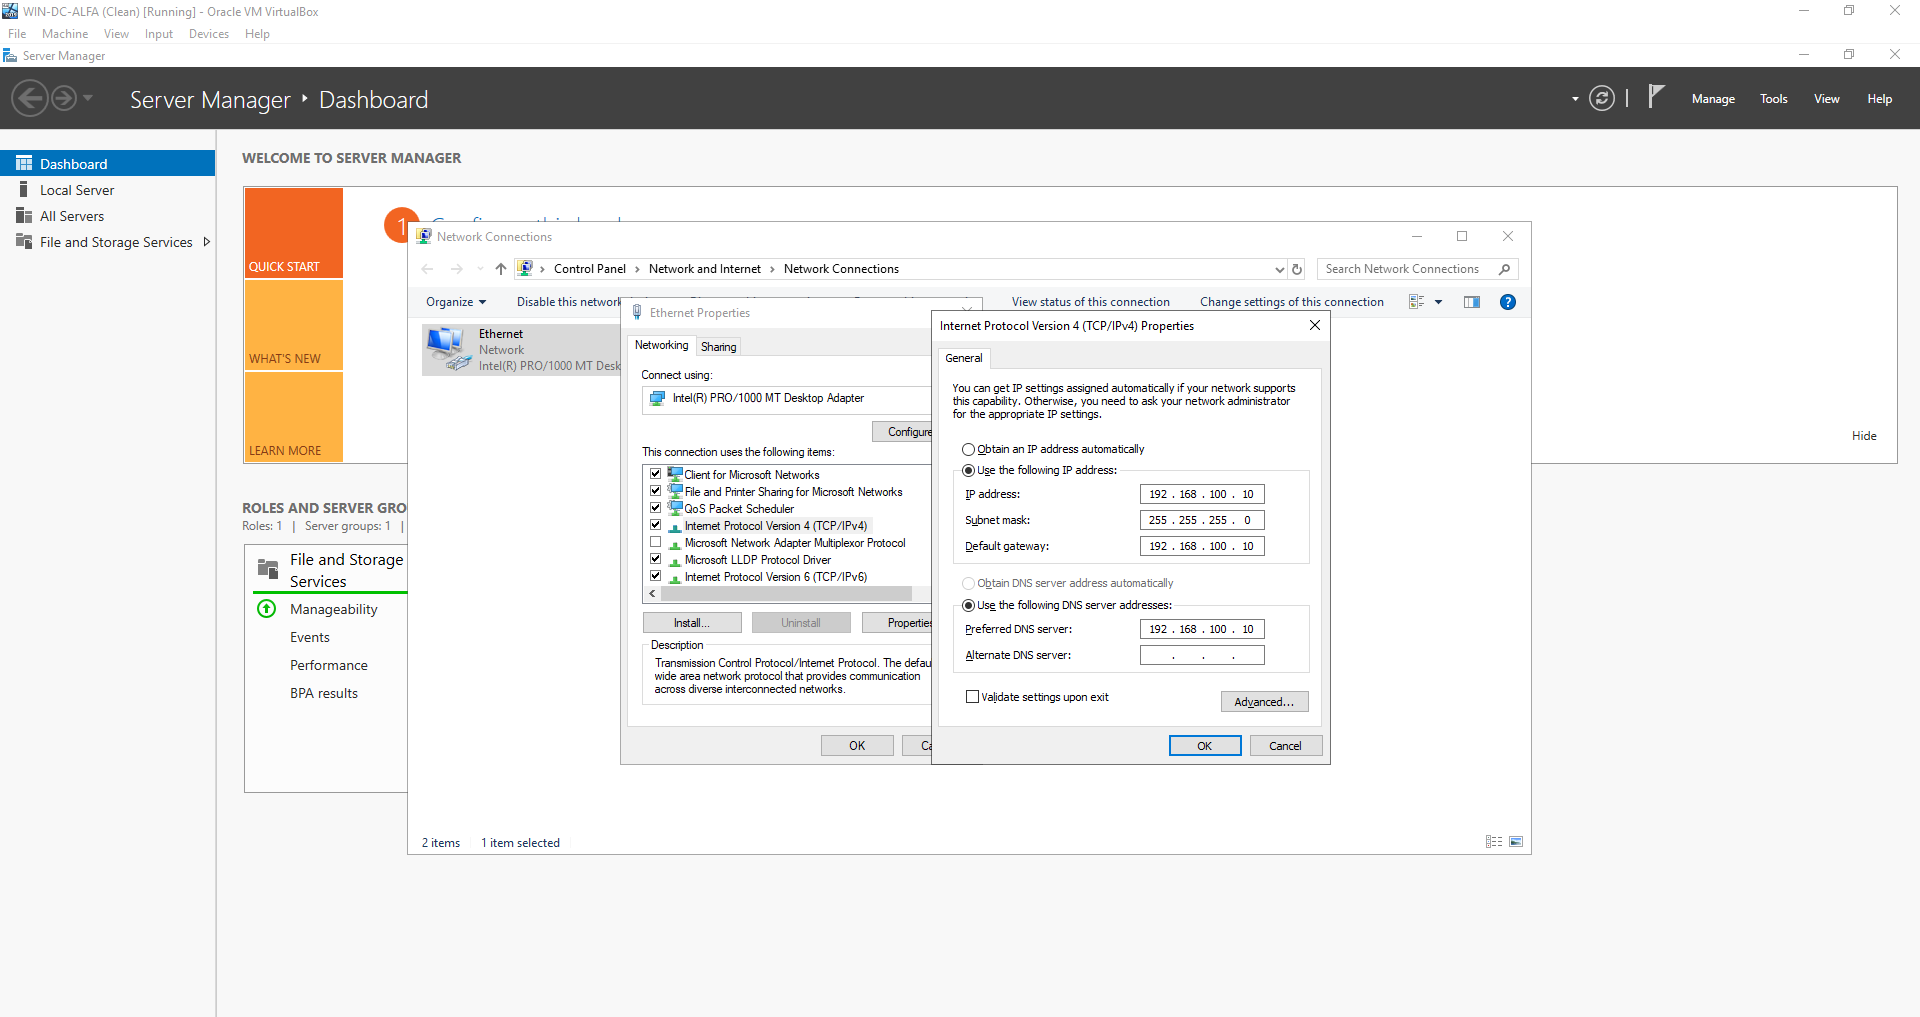 WIN-DC-ALFA (Clean) [Running] - Oracle VM VirtualBox
File Machine View Input Devices Help
Server Manager
Server Manager Dashboard
Manage Tools View Help
Dashboard
Local Server
All Servers
File and Storage Services
WELCOME TO SERVER MANAGER
QUICK START
WHAT'S NEW
LEARN MORE
1
Hide
ROLES AND SERVER GRO
Roles: 1 | Server groups: 1 |
File and Storage
Services
Manageability
Events
Performance
BPA results
Network Connections
Control Panel Network and Internet Network Connections
Search Network Connections
Organize Disable this network View status of this connection Change settings of this connection
Ethernet
Network
Intel(R) PRO/1000 MT Desk
2 items 1 item selected
Ethernet Properties
Networking Sharing
Connect using:
Intel(R) PRO/1000 MT Desktop Adapter
Configure
This connection uses the following items:
Client for Microsoft Networks
File and Printer Sharing for Microsoft Networks
QoS Packet Scheduler
Internet Protocol Version 4 (TCP/IPv4)
Microsoft Network Adapter Multiplexor Protocol
Microsoft LLDP Protocol Driver
Internet Protocol Version 6 (TCP/IPv6)
Install... Uninstall Properties
Description
Transmission Control Protocol/Internet Protocol. The defau
wide area network protocol that provides communication
across diverse interconnected networks.
OK Ca
Internet Protocol Version 4 (TCP/IPv4) Properties
General
You can get IP settings assigned automatically if your network supports
this capability. Otherwise, you need to ask your network administrator
for the appropriate IP settings.
Obtain an IP address automatically
Use the following IP address:
IP address: 192 . 168 . 100 . 10
Subnet mask: 255 . 255 . 255 . 0
Default gateway: 192 . 168 . 100 . 10
Obtain DNS server address automatically
Use the following DNS server addresses:
Preferred DNS server: 192 . 168 . 100 . 10
Alternate DNS server: . . .
Validate settings upon exit
Advanced...
OK Cancel